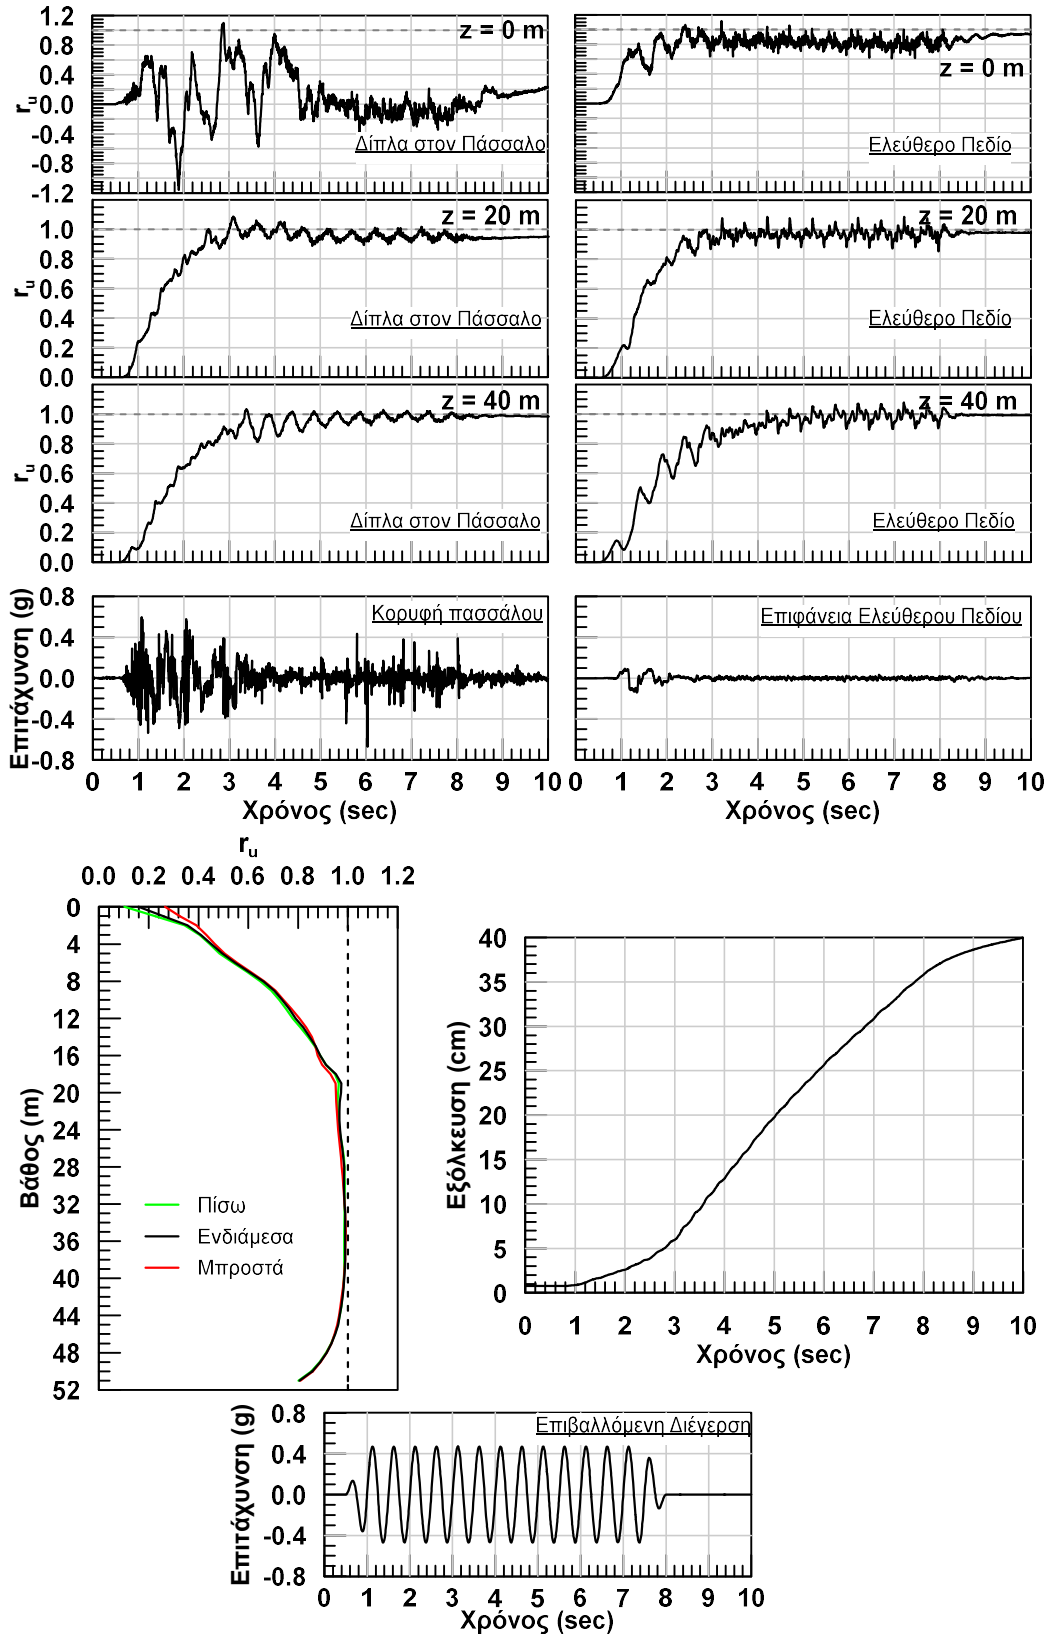 1.2
0.8
0.4
0.0
-0.4
-0.8
-1.2
r_u
z = 0 m
Δίπλα στον Πάσσαλο
z = 0 m
Ελεύθερο Πεδίο
1.0
0.8
0.6
0.4
0.2
0.0
r_u
z = 20 m
Δίπλα στον Πάσσαλο
z = 20 m
Ελεύθερο Πεδίο
1.0
0.8
0.6
0.4
0.2
0.0
r_u
z = 40 m
Δίπλα στον Πάσσαλο
z = 40 m
Ελεύθερο Πεδίο
0.8
0.4
0.0
-0.4
-0.8
Επιτάχυνση (g)
Κορυφή πασσάλου
Επιφάνεια Ελεύθερου Πεδίου
0 1 2 3 4 5 6 7 8 9 10
Χρόνος (sec)
0 1 2 3 4 5 6 7 8 9 10
Χρόνος (sec)
r_u
0.0 0.2 0.4 0.6 0.8 1.0 1.2
0
4
8
12
16
20
24
28
32
36
40
44
48
52
Βάθος (m)
Πίσω
Ενδιάμεσα
Μπροστά
40
35
30
25
20
15
10
5
0
Εξόλκευση (cm)
0 1 2 3 4 5 6 7 8 9 10
Χρόνος (sec)
0.8
0.4
0.0
-0.4
-0.8
Επιτάχυνση (g)
Επιβαλλόμενη Διέγερση
0 1 2 3 4 5 6 7 8 9 10
Χρόνος (sec)